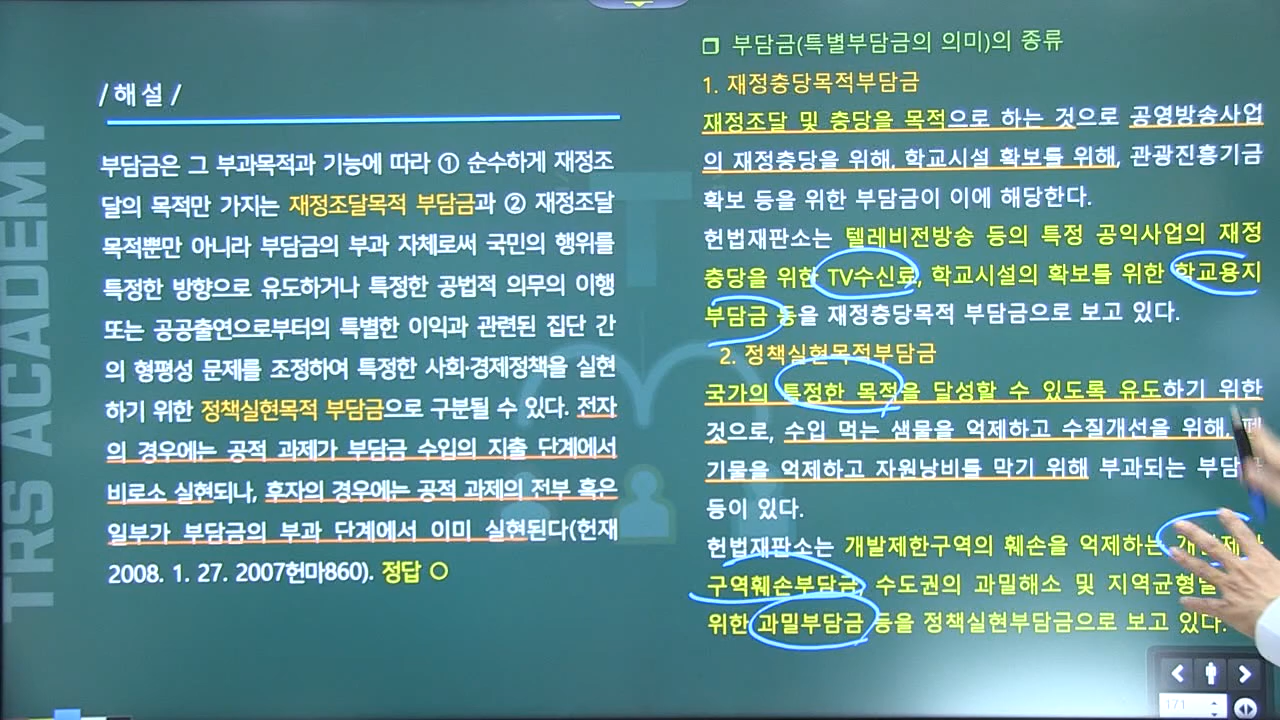 TRS ACADEMY
/ 해 설 /
부담금은 그 부과목적과 기능에 따라 ① 순수하게 재정조
달의 목적만 가지는 재정조달목적 부담금과 ② 재정조달
목적뿐만 아니라 부담금의 부과 자체로써 국민의 행위를
특정한 방향으로 유도하거나 특정한 공법적 의무의 이행
또는 공공출연으로부터의 특별한 이익과 관련된 집단 간
의 형평성 문제를 조정하여 특정한 사회·경제정책을 실현
하기 위한 정책실현목적 부담금으로 구분될 수 있다. 전자
의 경우에는 공적 과제가 부담금 수입의 지출 단계에서
비로소 실현되나, 후자의 경우에는 공적 과제의 전부 혹은
일부가 부담금의 부과 단계에서 이미 실현된다(헌재
2008. 1. 27. 2007헌마860). 정답 ○
❒ 부담금(특별부담금의 의미)의 종류
1. 재정충당목적부담금
재정조달 및 충당을 목적으로 하는 것으로 공영방송사업
의 재정충당을 위해, 학교시설 확보를 위해, 관광진흥기금
확보 등을 위한 부담금이 이에 해당한다.
헌법재판소는 텔레비전방송 등의 특정 공익사업의 재정
충당을 위한 TV수신료, 학교시설의 확보를 위한 학교용지
부담금 등을 재정충당목적 부담금으로 보고 있다.
2. 정책실현목적부담금
국가의 특정한 목적을 달성할 수 있도록 유도하기 위한
것으로, 수입 먹는 샘물을 억제하고 수질개선을 위해, 폐
기물을 억제하고 자원낭비를 막기 위해 부과되는 부담
등이 있다.
헌법재판소는 개발제한구역의 훼손을 억제하는 개발제한
구역훼손부담금, 수도권의 과밀해소 및 지역균형발
위한 과밀부담금 등을 정책실현부담금으로 보고 있다.
171